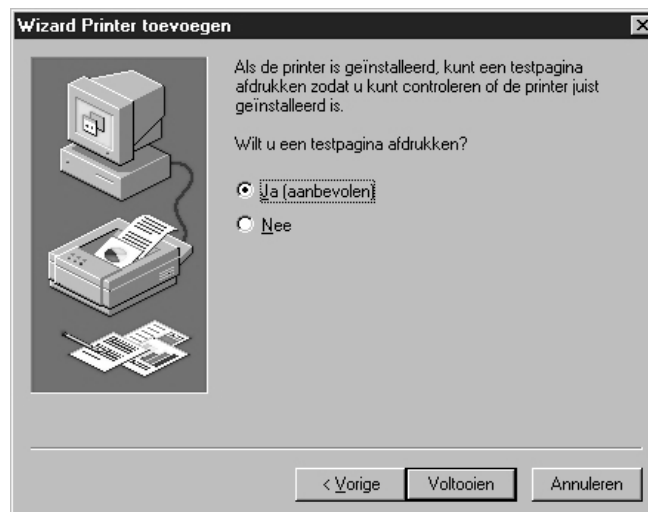 Wizard Printer toevoegen
Als de printer is geïnstalleerd, kunt een testpagina
afdrukken zodat u kunt controleren of de printer juist
geïnstalleerd is.
Wilt u een testpagina afdrukken?
Ja (aanbevolen)
Nee
< Vorige
Voltooien
Annuleren